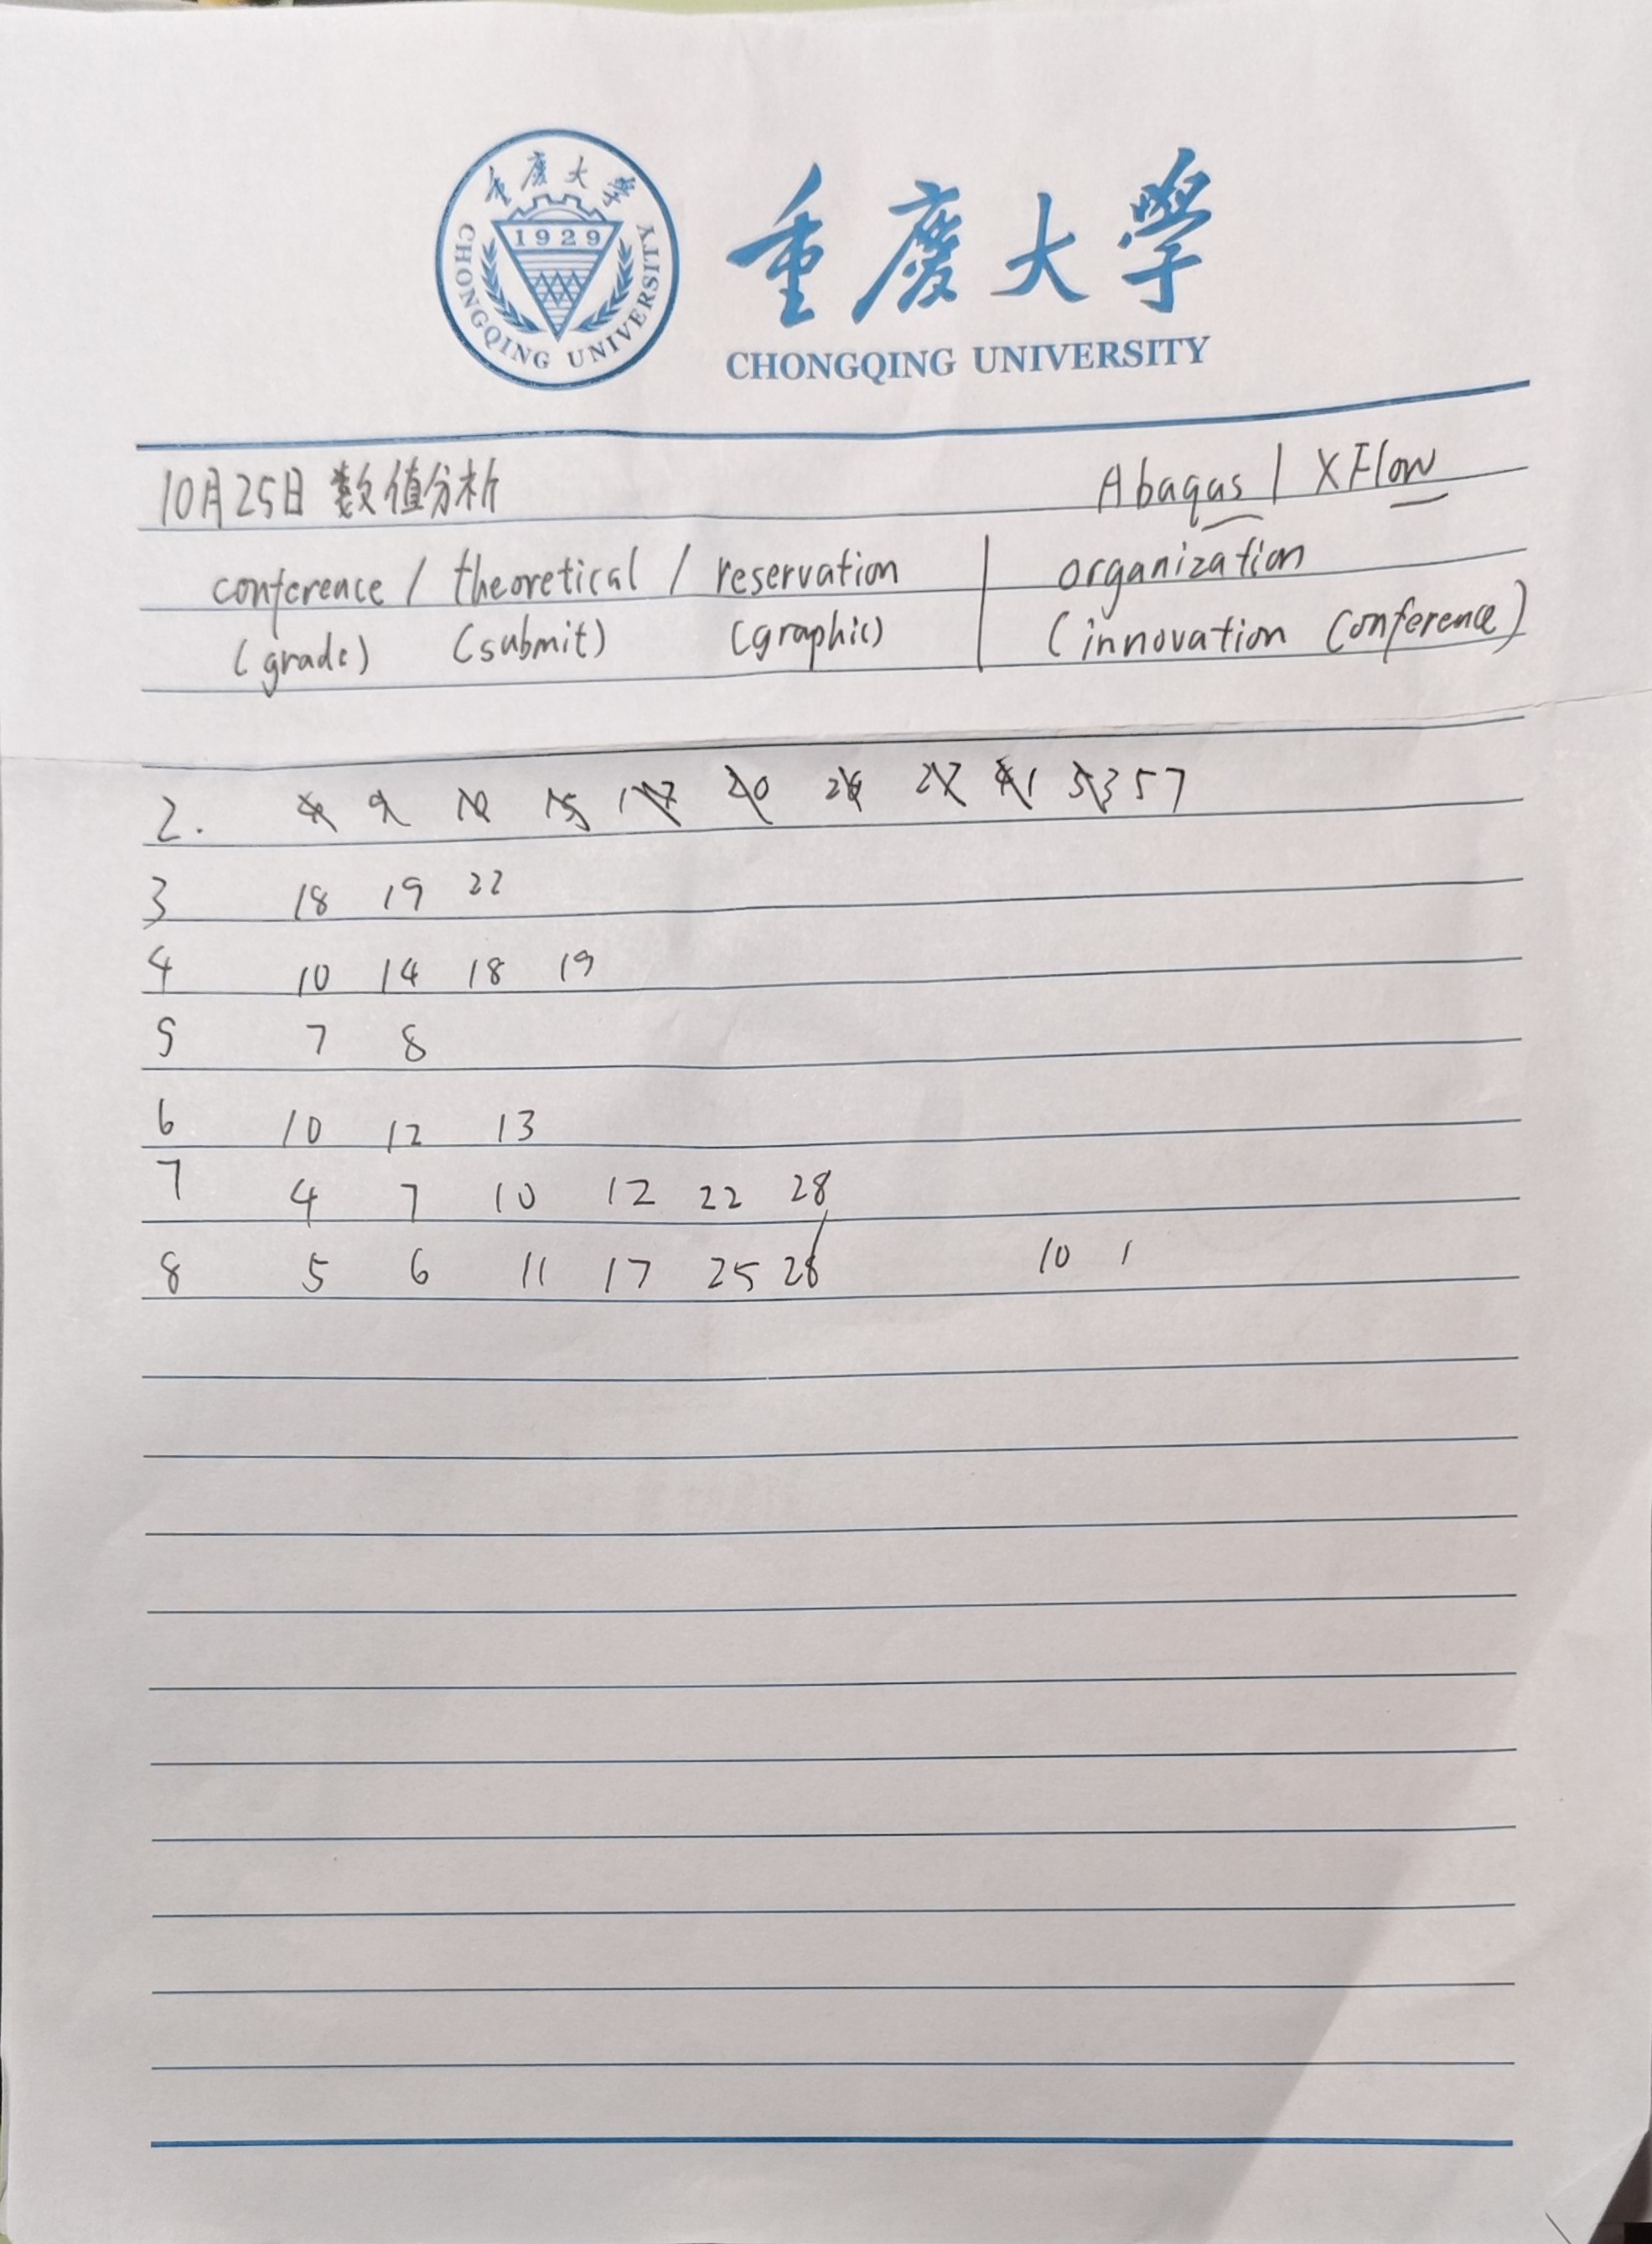 重慶大學
1929
CHONGQING UNIVERSITY
重慶大學
CHONGQING UNIVERSITY
10月25日 数值分析 Abaqas | XFlow
conference / theoretical / reservation | organization
(grade) (submit) (graphic) | (innovation conference)
2. 4 9 10 15 17 20 26 27 41 53 57
3 18 19 22
4 10 14 18 19
5 7 8
6 10 12 13
7 4 7 10 12 22 28
8 5 6 11 17 25 28 10 1